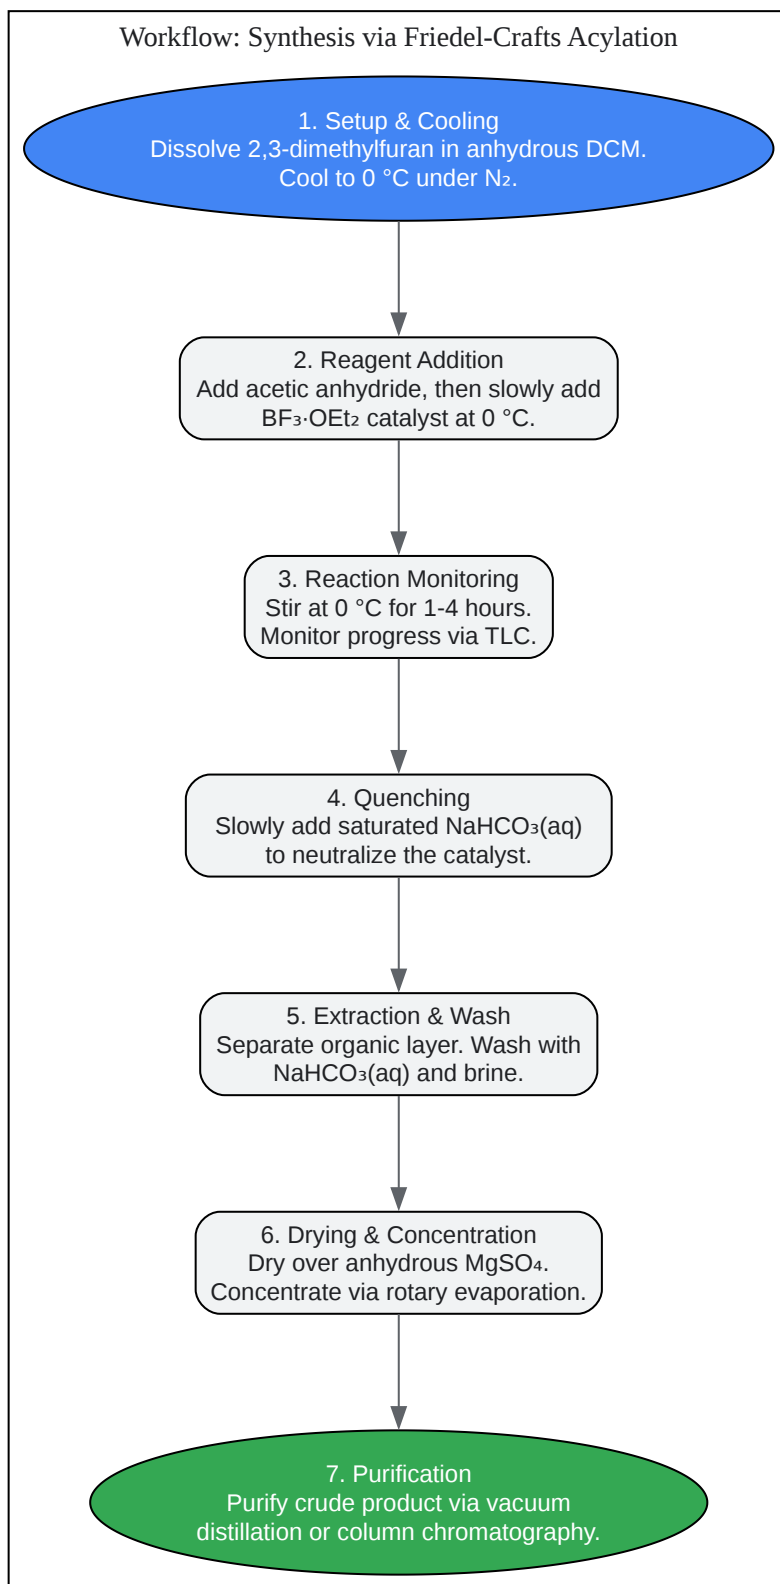 Workflow: Synthesis via Friedel-Crafts Acylation
1. Setup & Cooling
Dissolve 2,3-dimethylfuran in anhydrous DCM.
Cool to 0 °C under N₂.
2. Reagent Addition
Add acetic anhydride, then slowly add
BF₃·OEt₂ catalyst at 0 °C.
3. Reaction Monitoring
Stir at 0 °C for 1-4 hours.
Monitor progress via TLC.
4. Quenching
Slowly add saturated NaHCO₃(aq)
to neutralize the catalyst.
5. Extraction & Wash
Separate organic layer. Wash with
NaHCO₃(aq) and brine.
6. Drying & Concentration
Dry over anhydrous MgSO₄.
Concentrate via rotary evaporation.
7. Purification
Purify crude product via vacuum
distillation or column chromatography.